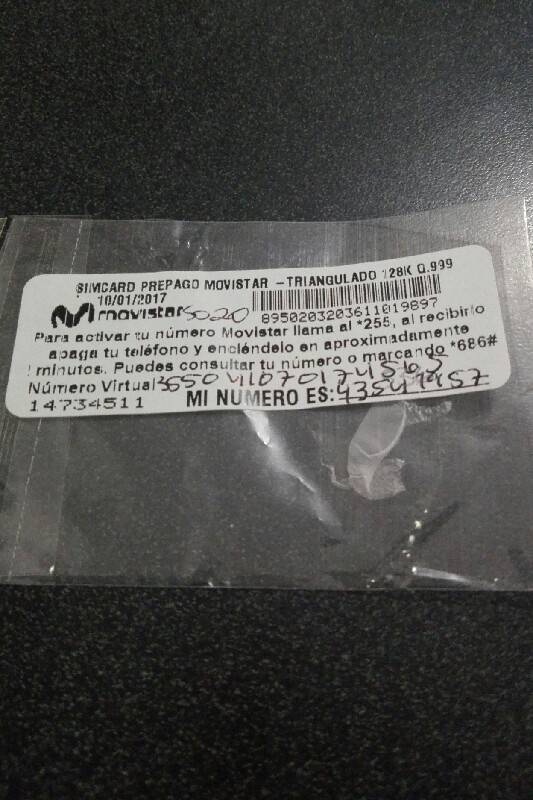 SIMCARD PREPAGO MOVISTAR -TRIANGULADO 128K Q.999
10/01/2017
movistar 5020
8950203203611019897
Para activar tu número Movistar llama al *255, al recibirlo
apaga tu teléfono y enciéndelo en aproximadamente
minutos. Puedes consultar tu número o marcando *686#
Número Virtual
14734511 MI NUMERO ES: